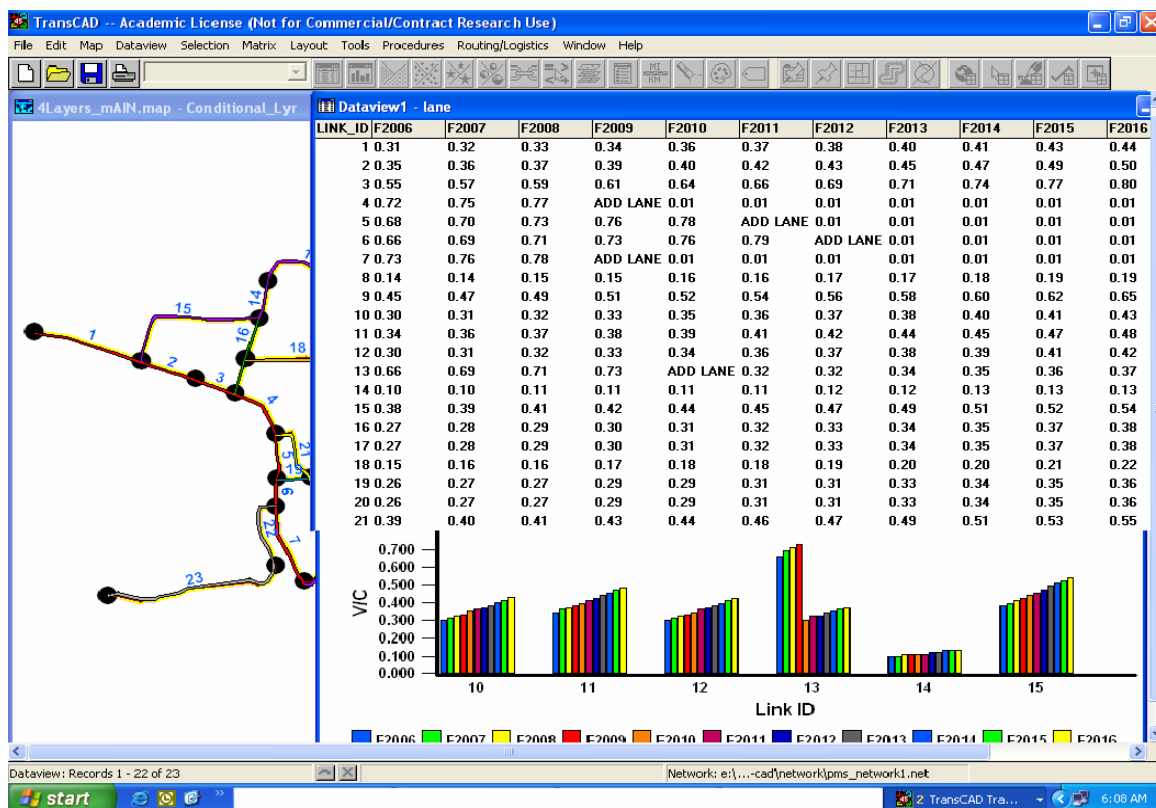 TransCAD -- Academic License (Not for Commercial/Contract Research Use)
File Edit Map Dataview Selection Matrix Layout Tools Procedures Routing/Logistics Window Help
4Layers_mAIN.map - Conditional_Lyr
Dataview1 - lane
LINK_ID F2006 F2007 F2008 F2009 F2010 F2011 F2012 F2013 F2014 F2015 F2016
1 0.31 0.32 0.33 0.34 0.36 0.37 0.38 0.40 0.41 0.43 0.44
2 0.35 0.36 0.37 0.39 0.40 0.42 0.43 0.45 0.47 0.49 0.50
3 0.55 0.57 0.59 0.61 0.64 0.66 0.69 0.71 0.74 0.77 0.80
4 0.72 0.75 0.77 ADD LANE 0.01 0.01 0.01 0.01 0.01 0.01 0.01
5 0.68 0.70 0.73 0.76 0.78 ADD LANE 0.01 0.01 0.01 0.01 0.01
6 0.66 0.69 0.71 0.73 0.76 0.79 ADD LANE 0.01 0.01 0.01 0.01
7 0.73 0.76 0.78 ADD LANE 0.01 0.01 0.01 0.01 0.01 0.01 0.01
8 0.14 0.14 0.15 0.15 0.16 0.16 0.17 0.17 0.18 0.19 0.19
9 0.45 0.47 0.49 0.51 0.52 0.54 0.56 0.58 0.60 0.62 0.65
10 0.30 0.31 0.32 0.33 0.35 0.36 0.37 0.38 0.40 0.41 0.43
11 0.34 0.36 0.37 0.38 0.39 0.41 0.42 0.44 0.45 0.47 0.48
12 0.30 0.31 0.32 0.33 0.34 0.36 0.37 0.38 0.39 0.41 0.42
13 0.66 0.69 0.71 0.73 ADD LANE 0.32 0.32 0.34 0.35 0.36 0.37
14 0.10 0.10 0.11 0.11 0.11 0.11 0.12 0.12 0.13 0.13 0.13
15 0.38 0.39 0.41 0.42 0.44 0.45 0.47 0.49 0.51 0.52 0.54
16 0.27 0.28 0.29 0.30 0.31 0.32 0.33 0.34 0.35 0.37 0.38
17 0.27 0.28 0.29 0.30 0.31 0.32 0.33 0.34 0.35 0.37 0.38
18 0.15 0.16 0.16 0.17 0.18 0.18 0.19 0.20 0.20 0.21 0.22
19 0.26 0.27 0.27 0.29 0.29 0.31 0.31 0.33 0.34 0.35 0.36
20 0.26 0.27 0.27 0.29 0.29 0.31 0.31 0.33 0.34 0.35 0.36
21 0.39 0.40 0.41 0.43 0.44 0.46 0.47 0.49 0.51 0.53 0.55
14
15
1
16
18
2
3
4
21
5
19
6
22
7
23
V/C
0.700
0.600
0.500
0.400
0.300
0.200
0.100
0.000
10 11 12 13 14 15
Link ID
F2006 F2007 F2008 F2009 F2010 F2011 F2012 F2013 F2014 F2015 F2016
Dataview: Records 1 - 22 of 23
Network: e:\...-cad\network\pms_network1.net
start
2 TransCAD Tra...
6:08 AM